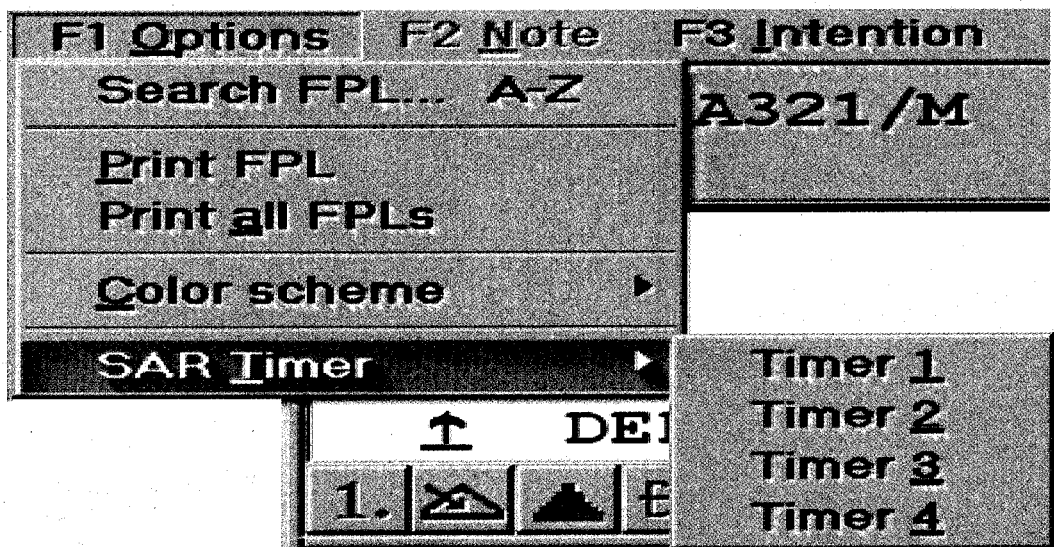 F1 Options F2 Note F3 Intention
Search FPL... A-Z
A321/M
Print FPL
Print all FPLs
Color scheme
SAR Timer
Timer 1
Timer 2
Timer 3
Timer 4
↑ DEI
1.